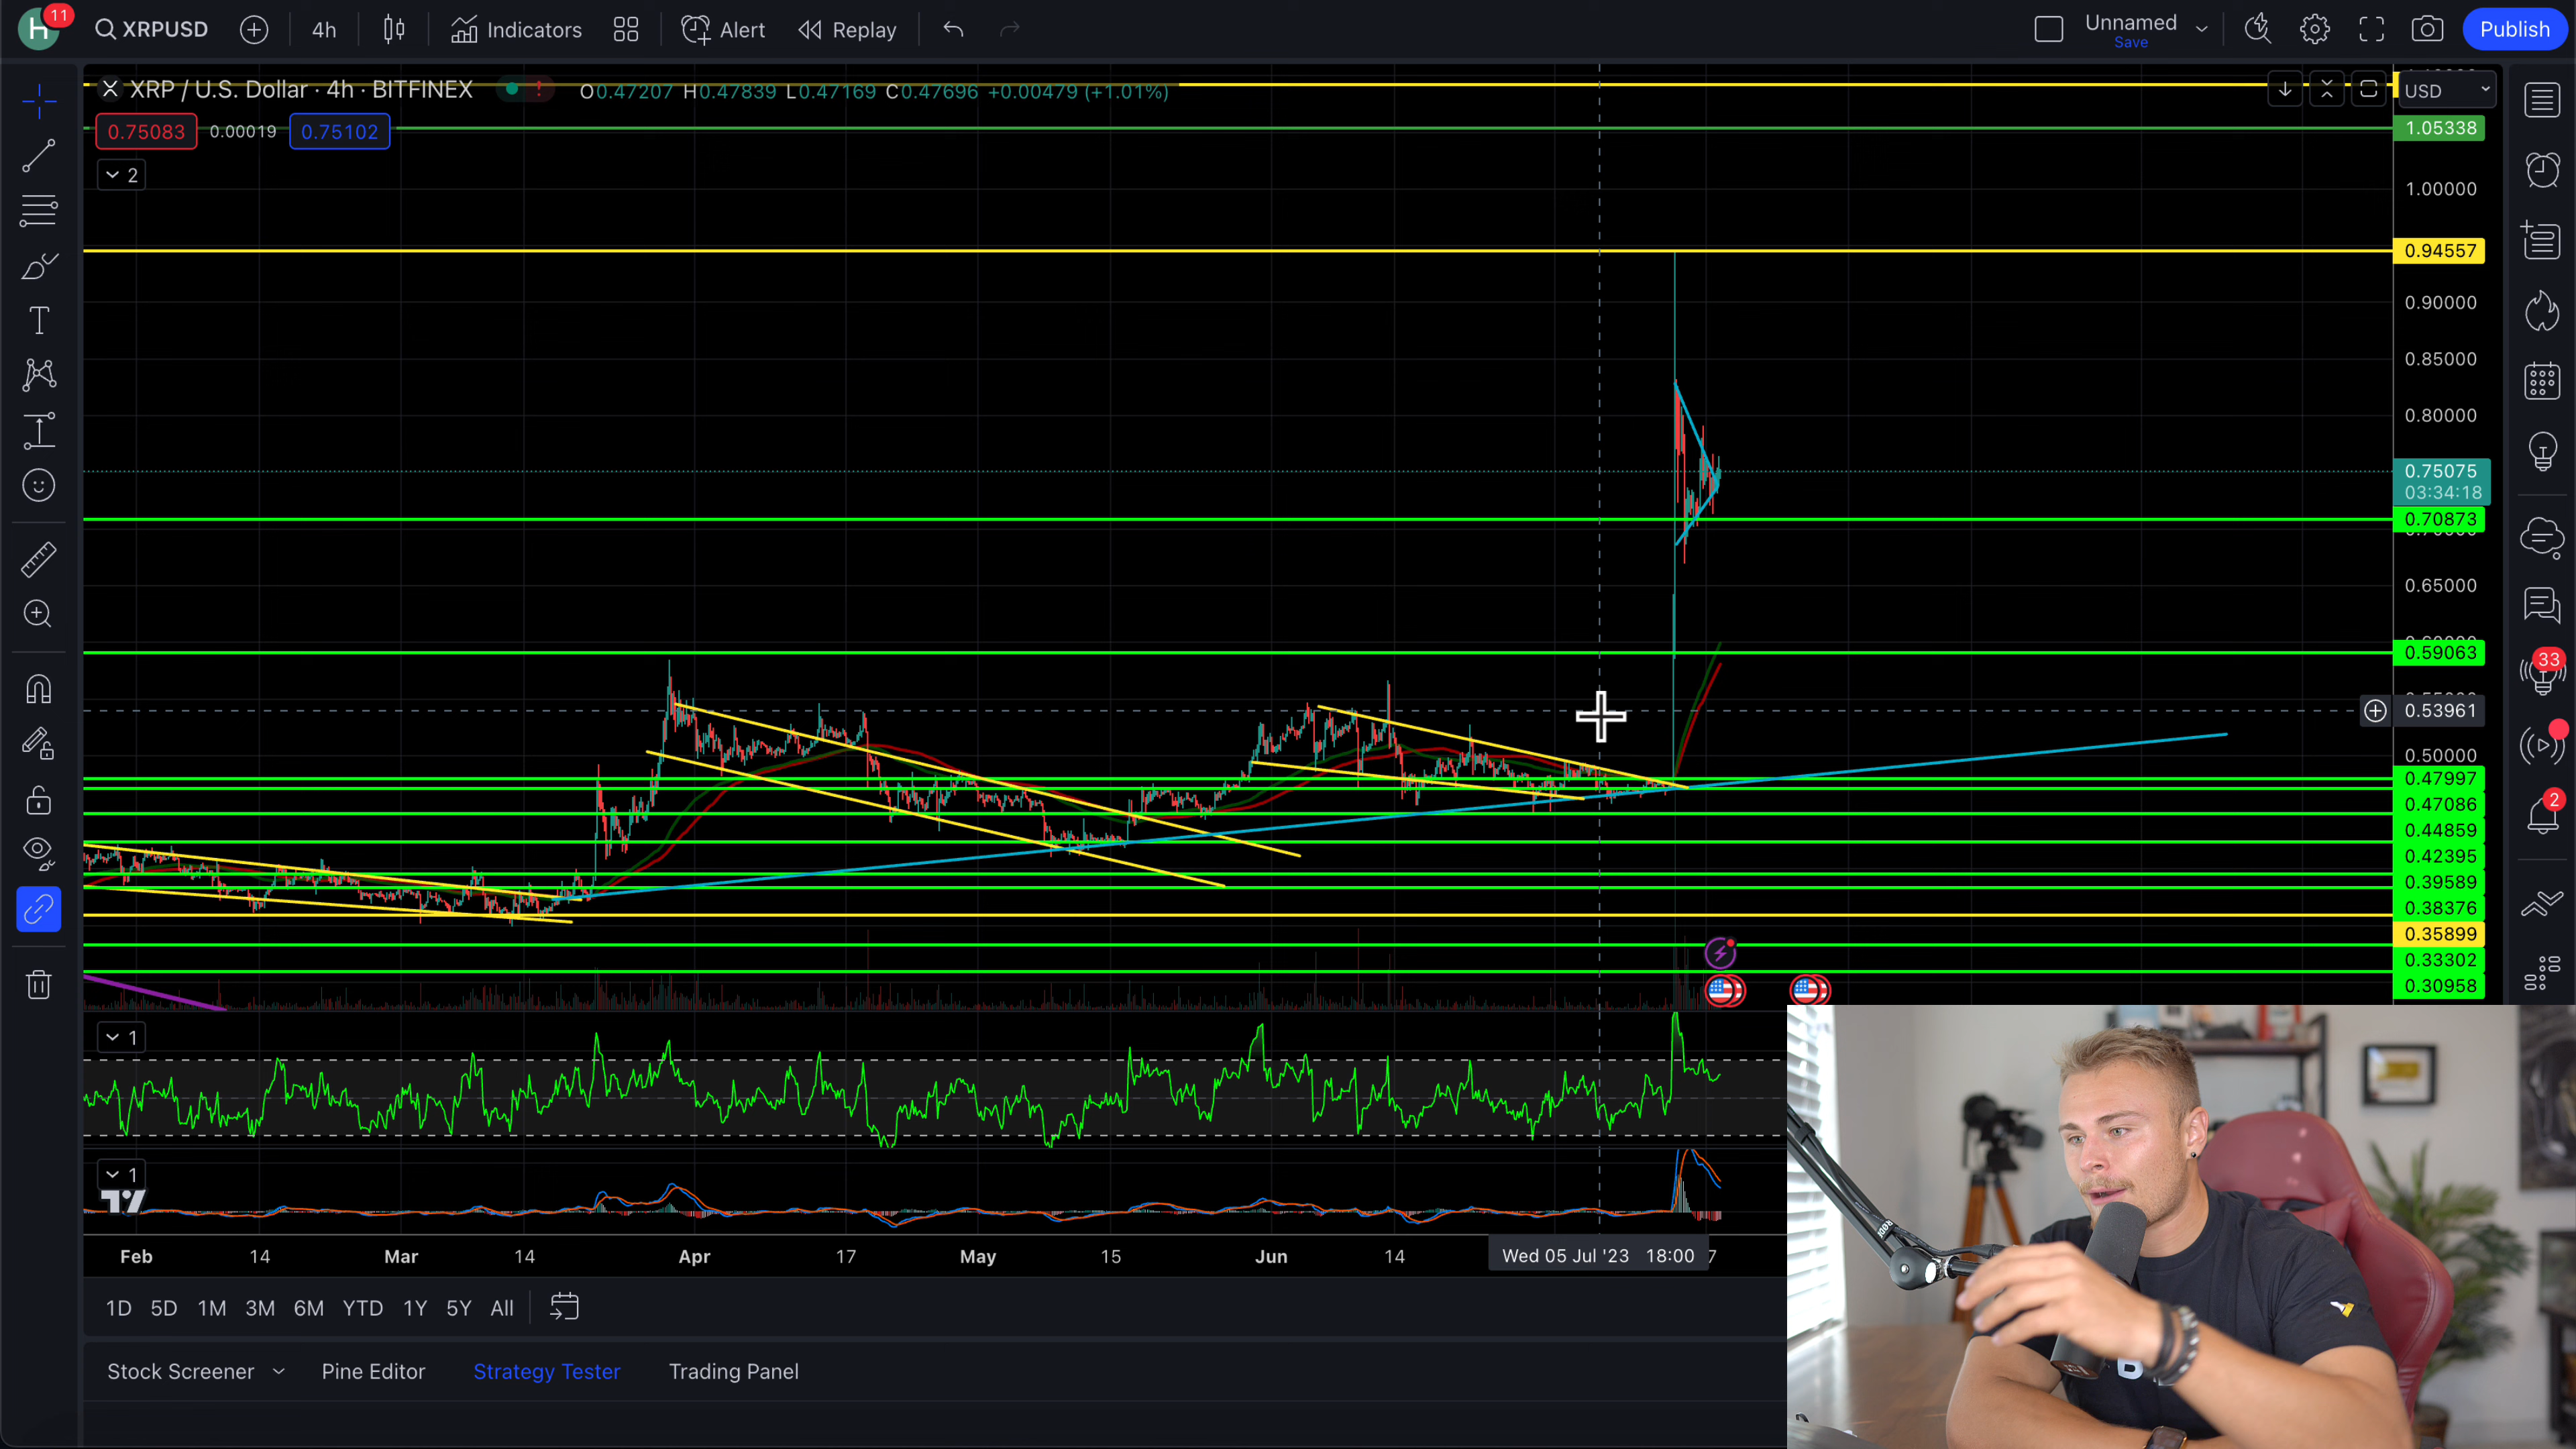 H 11 XRPUSD 4h Indicators Alert Replay Unnamed Publish
Save
XRP / U.S. Dollar · 4h · BITFINEX O0.47207 H0.47839 L0.47169 C0.47696 +0.00479 (+1.01%) USD
0.75083 0.00019 0.75102 1.05338
2
1.00000
0.94557
0.90000
0.85000
0.80000
0.75075
03:34:18
0.70873
0.65000
0.59063
33
0.53961
0.50000
0.47997
0.47086
2
0.44859
0.42395
0.39589
0.38376
0.35899
0.33302
0.30958
1
1
Feb 14 Mar 14 Apr 17 May 15 Jun 14 Wed 05 Jul '23 18:00 7
1D 5D 1M 3M 6M YTD 1Y 5Y All
Stock Screener Pine Editor Strategy Tester Trading Panel
RØDE
B